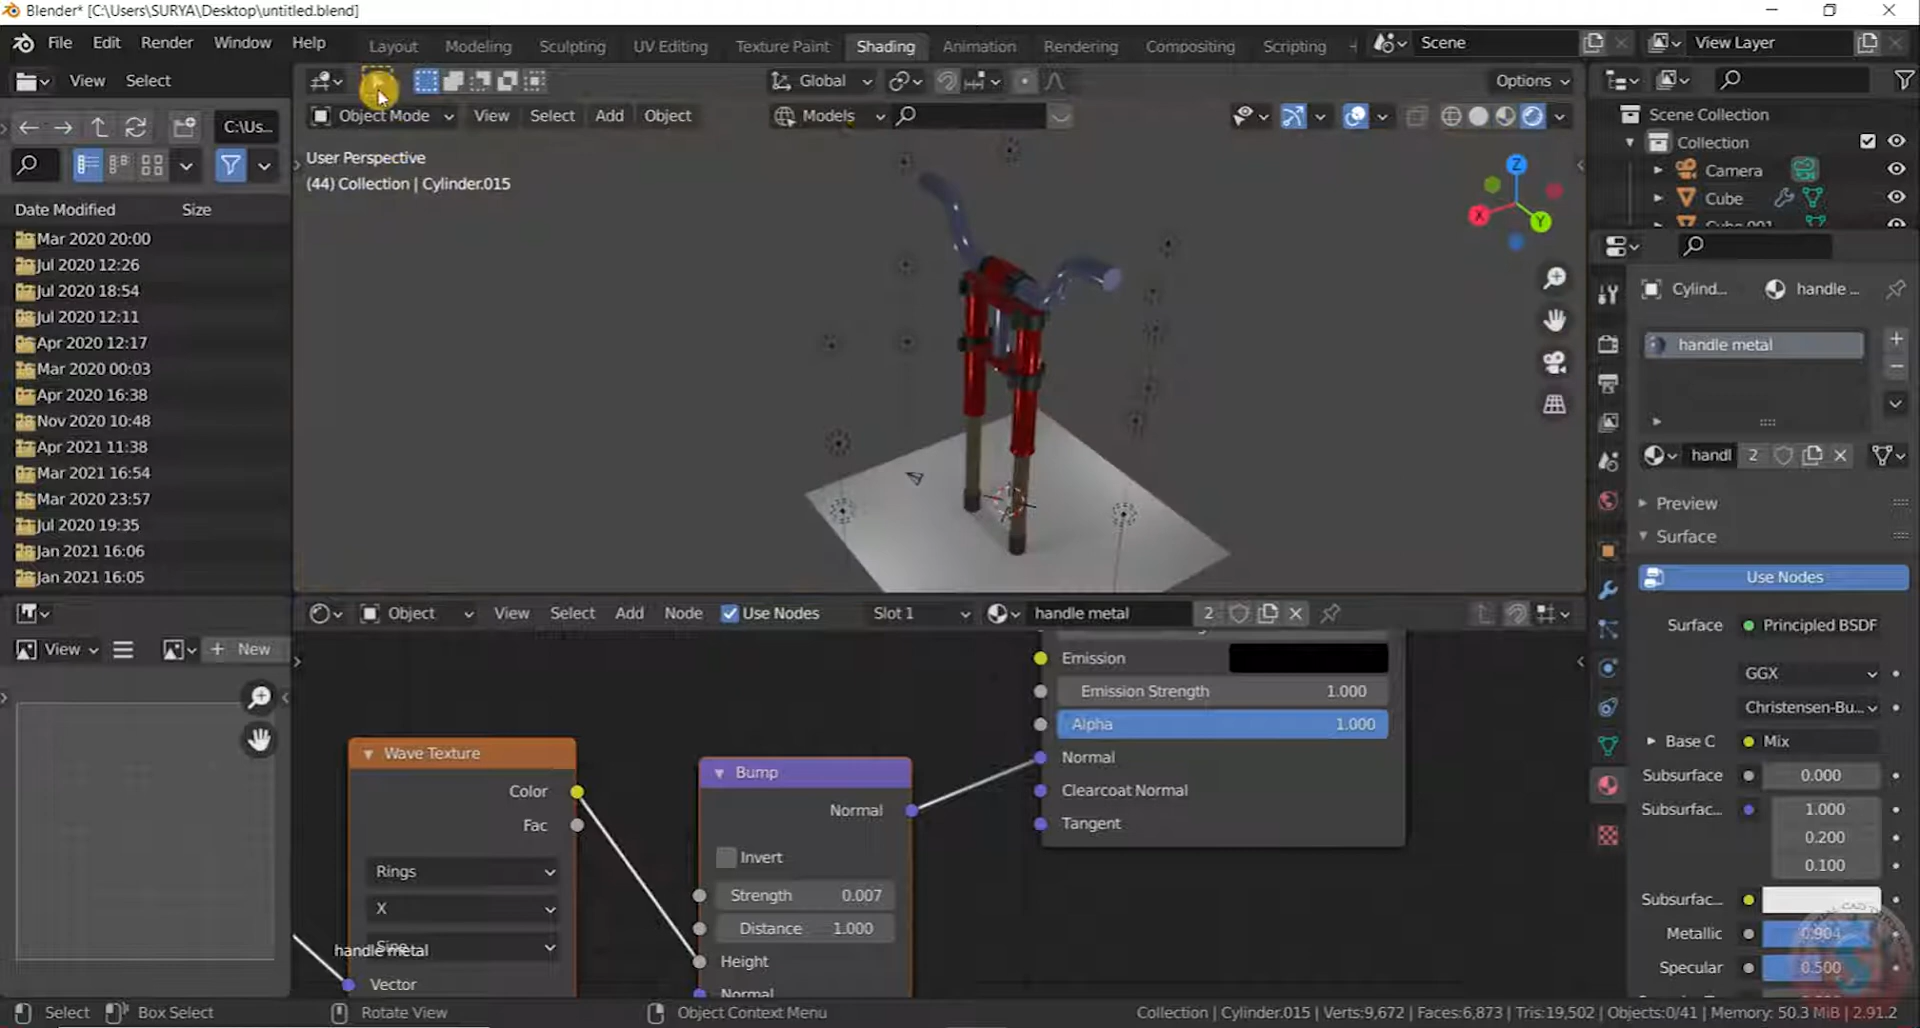 Blender* [C:\Users\SURYA\Desktop\untitled.blend]
File Edit Render Window Help
Layout Modeling Sculpting UV Editing Texture Paint Shading Animation Rendering Compositing Scripting
Scene
View Layer
View Select
Global
Options
Object Mode View Select Add Object
Models
C:\Us...
User Perspective
(44) Collection | Cylinder.015
Date Modified Size
Mar 2020 20:00
Jul 2020 12:26
Jul 2020 18:54
Jul 2020 12:11
Apr 2020 12:17
Mar 2020 00:03
Apr 2020 16:38
Nov 2020 10:48
Apr 2021 11:38
Mar 2021 16:54
Mar 2020 23:57
Jul 2020 19:35
Jan 2021 16:06
Jan 2021 16:05
Z
X
Y
Scene Collection
Collection
Camera
Cube
Cube.001
Cylind... handle ...
handle metal
handl 2
Preview
Surface
Use Nodes
Surface Principled BSDF
GGX
Christensen-Bu...
Base C Mix
Subsurface 0.000
Subsurfac... 1.000
0.200
0.100
Subsurfac...
Metallic 0.904
Specular 0.500
Object View Select Add Node Use Nodes Slot 1 handle metal 2
View + New
Wave Texture
Color
Fac
Rings
X
Sine
Vector
handle metal
Bump
Normal
Invert
Strength 0.007
Distance 1.000
Height
Normal
Emission
Emission Strength 1.000
Alpha 1.000
Normal
Clearcoat Normal
Tangent
Select Box Select Rotate View Object Context Menu
Collection | Cylinder.015 | Verts:9,672 | Faces:6,873 | Tris:19,502 | Objects:0/41 | Memory: 50.3 MiB | 2.91.2